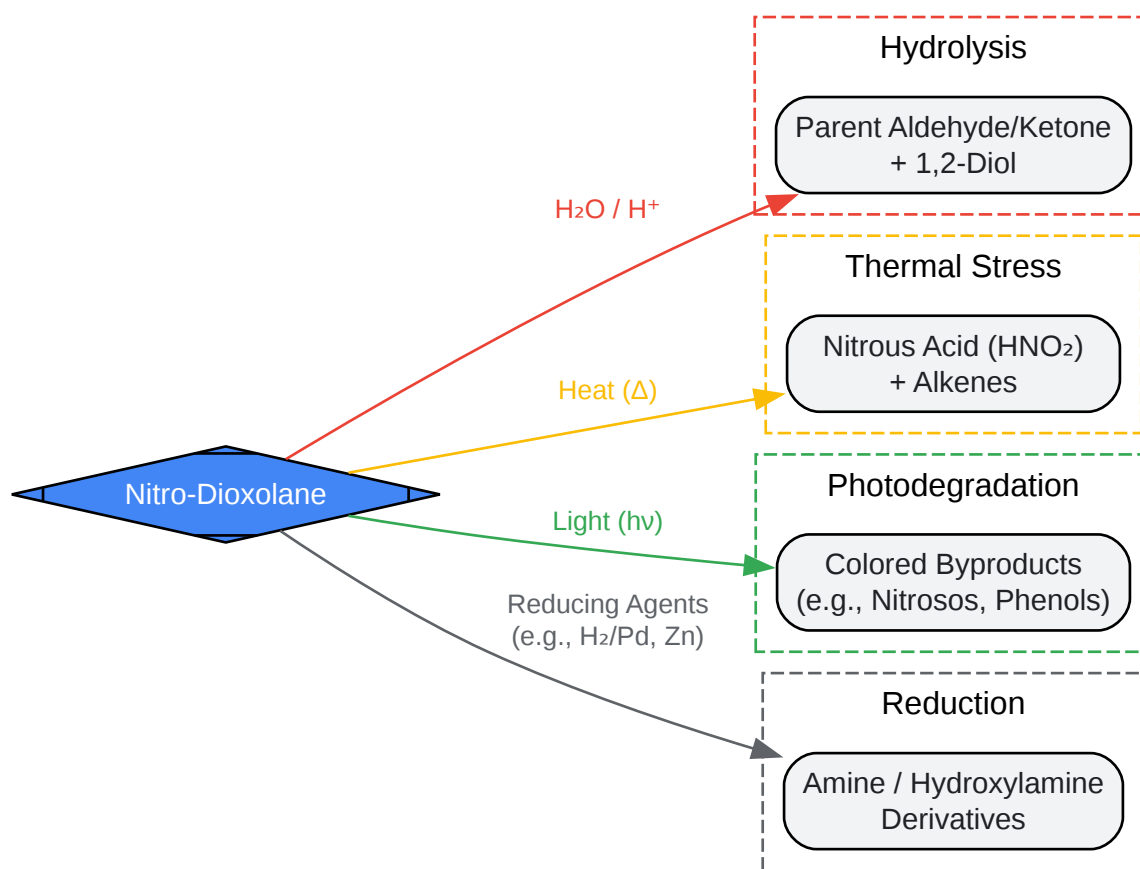 Hydrolysis
Parent Aldehyde/Ketone
+ 1,2-Diol
H₂O / H⁺
Thermal Stress
Nitrous Acid (HNO₂)
+ Alkenes
Heat (Δ)
Nitro-Dioxolane
Photodegradation
Light (hν)
Colored Byproducts
(e.g., Nitrosos, Phenols)
Reducing Agents
(e.g., H₂/Pd, Zn)
Reduction
Amine / Hydroxylamine
Derivatives